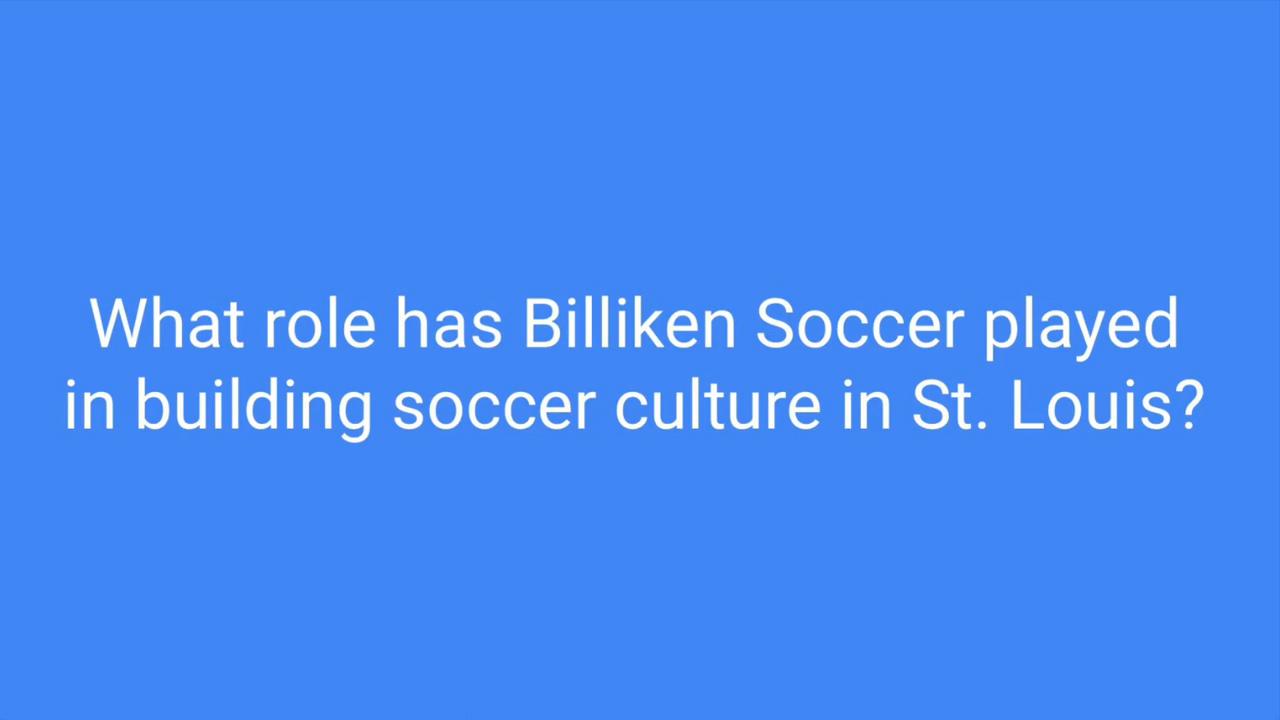 What role has Billiken Soccer played
in building soccer culture in St. Louis?